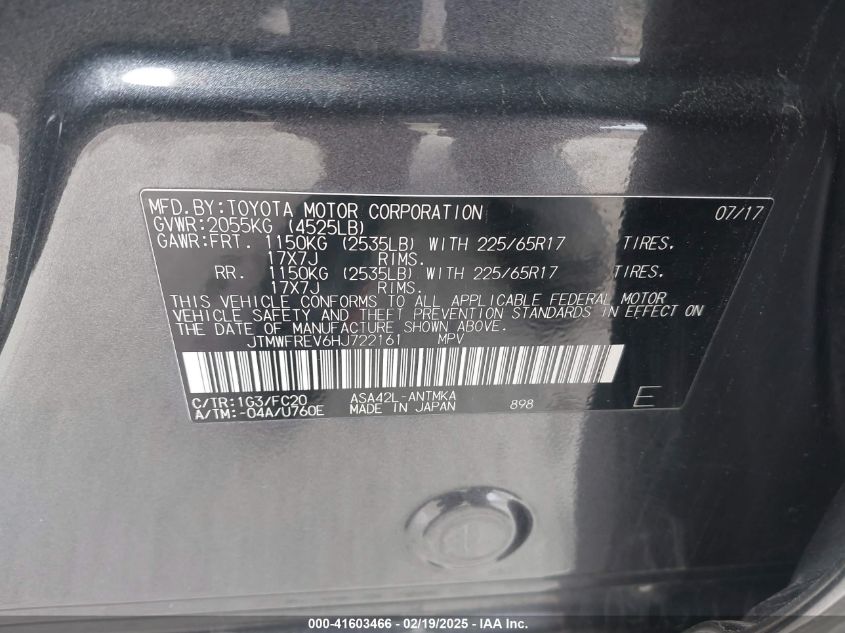 MFD.BY:TOYOTA MOTOR CORPORATION 07/17
GVWR:2055KG (4525LB)
GAWR:FRT. 1150KG (2535LB) WITH 225/65R17 TIRES.
17X7J RIMS.
RR. 1150KG (2535LB) WITH 225/65R17 TIRES.
17X7J RIMS.
THIS VEHICLE CONFORMS TO ALL APPLICABLE FEDERAL MOTOR
VEHICLE SAFETY AND THEFT PREVENTION STANDARDS IN EFFECT ON
THE DATE OF MANUFACTURE SHOWN ABOVE.
JTMWFREV6HJ722161 MPV
C/TR:1G3/FC20 ASA42L-ANTMKA
A/TM:-04A/U760E MADE IN JAPAN 898 E
000-41603466 - 02/19/2025 - IAA Inc.